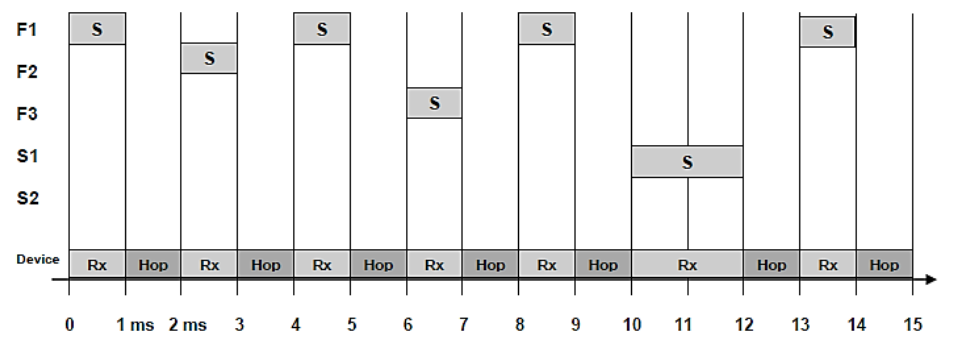 F1 S S S S
F2 S
F3 S
S1 S
S2
Device Rx Hop Rx Hop Rx Hop Rx Hop Rx Hop Rx Hop Rx Hop
0 1 ms 2 ms 3 4 5 6 7 8 9 10 11 12 13 14 15